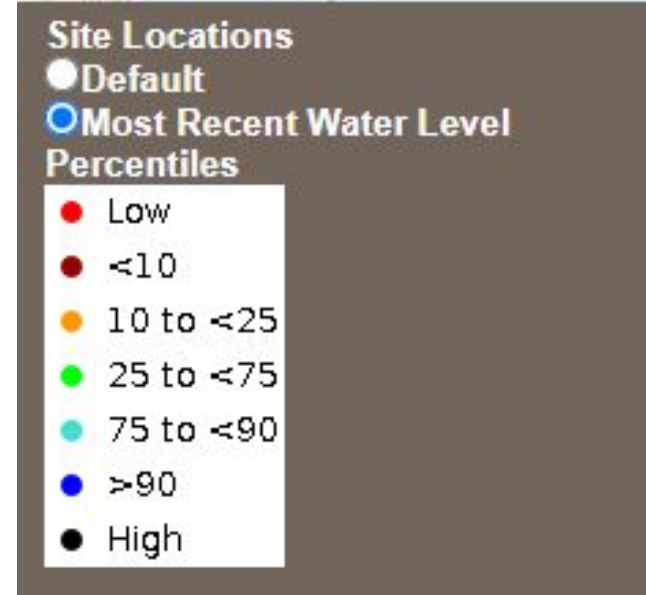 Site Locations
Default
Most Recent Water Level
Percentiles
Low
<10
10 to <25
25 to <75
75 to <90
>90
High